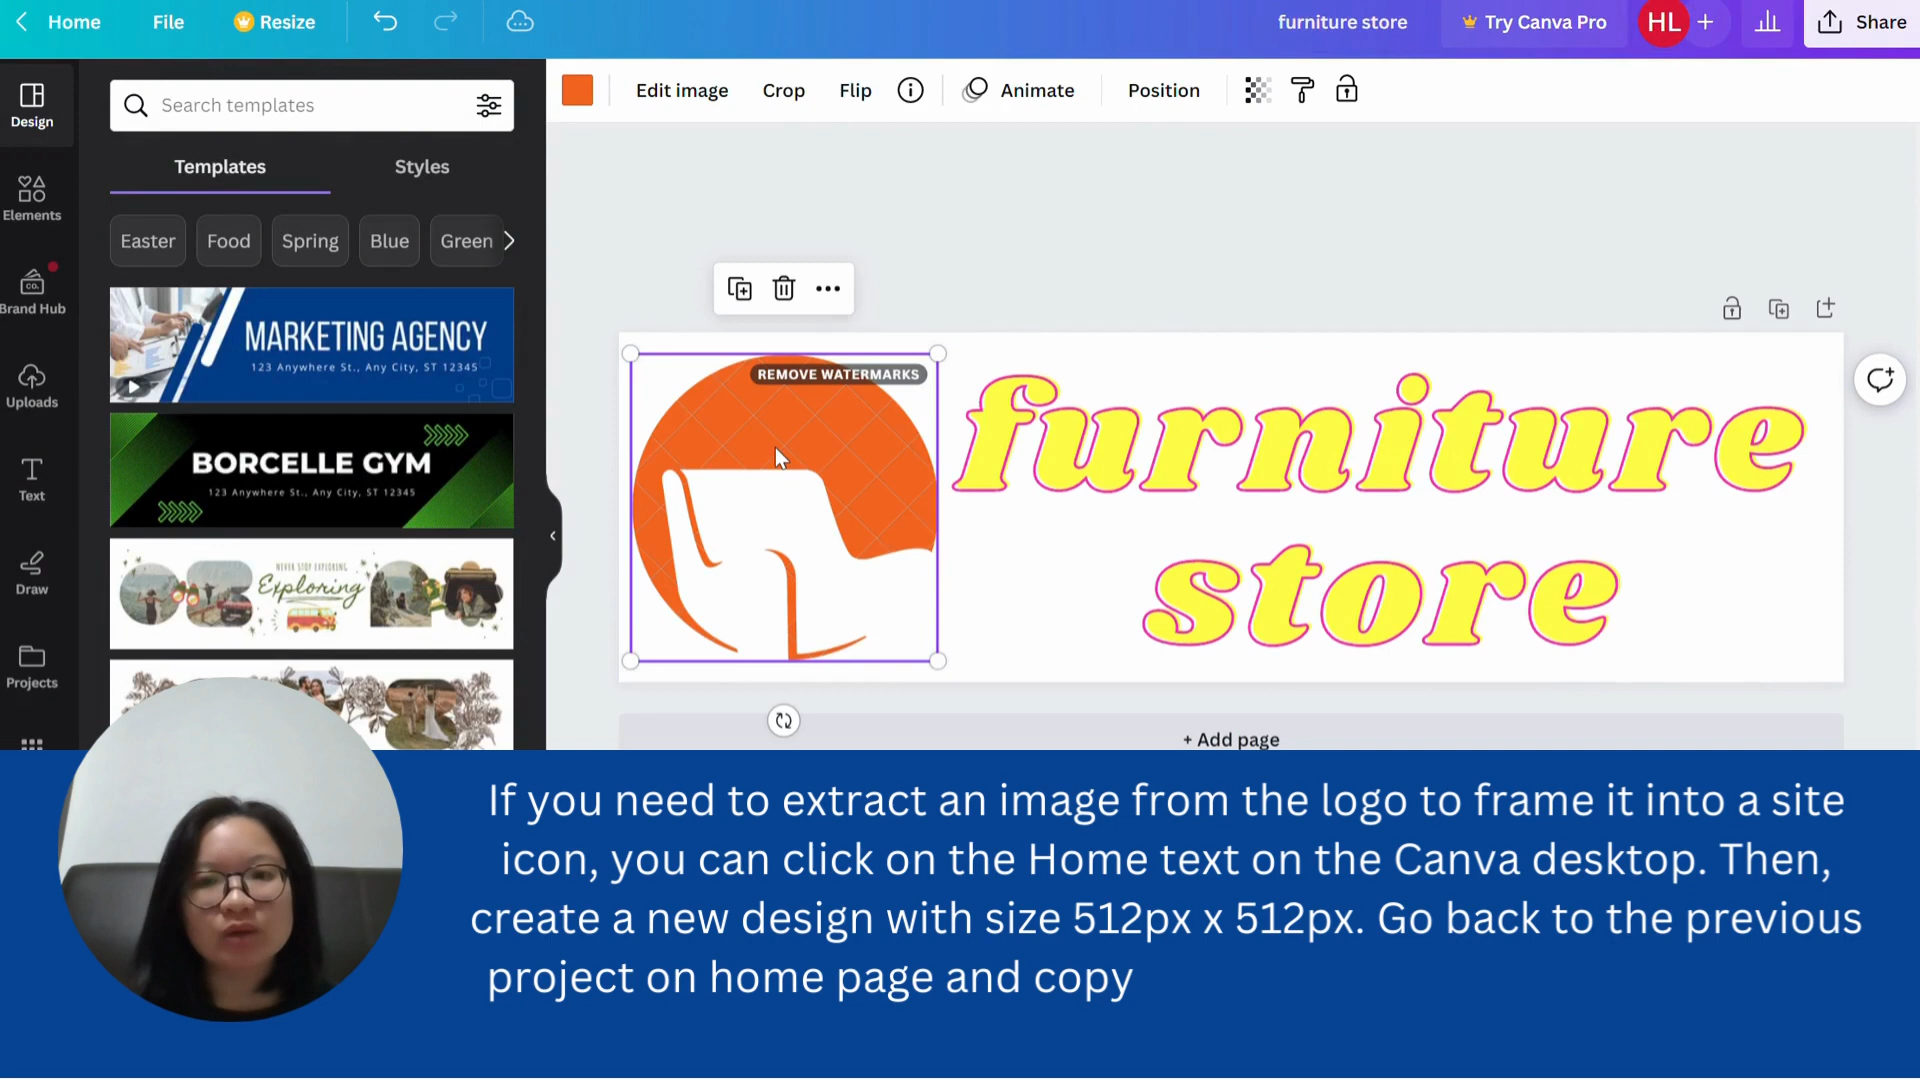 Home
File
Resize
furniture store
Try Canva Pro
HL
Share
Design
Elements
CO.
Brand Hub
Uploads
Text
Draw
Projects
Search templates
Templates
Styles
Easter
Food
Spring
Blue
Green
MARKETING AGENCY
123 Anywhere St., Any City, ST 12345
BORCELLE GYM
123 Anywhere St., Any City, ST 12345
NEVER STOP EXPLORING
Exploring
Edit image
Crop
Flip
Animate
Position
REMOVE WATERMARKS
furniture
store
+ Add page
If you need to extract an image from the logo to frame it into a site
icon, you can click on the Home text on the Canva desktop. Then,
create a new design with size 512px x 512px. Go back to the previous
project on home page and copy